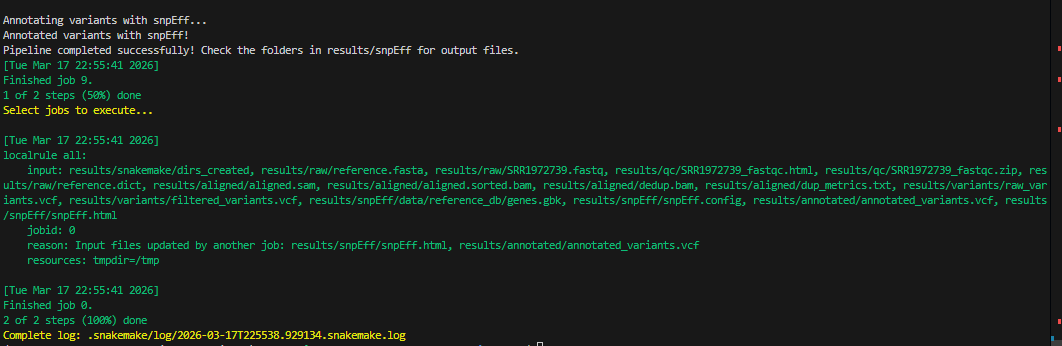 Annotating variants with snpEff...
Annotated variants with snpEff!
Pipeline completed successfully! Check the folders in results/snpEff for output files.
[Tue Mar 17 22:55:41 2026]
Finished job 9.
1 of 2 steps (50%) done
Select jobs to execute...
[Tue Mar 17 22:55:41 2026]
localrule all:
    input: results/snakemake/dirs_created, results/raw/reference.fasta, results/raw/SRR1972739.fastq, results/qc/SRR1972739_fastqc.html, results/qc/SRR1972739_fastqc.zip, res
ults/raw/reference.dict, results/aligned/aligned.sam, results/aligned/aligned.sorted.bam, results/aligned/dedup.bam, results/aligned/dup_metrics.txt, results/variants/raw_var
iants.vcf, results/variants/filtered_variants.vcf, results/snpEff/data/reference_db/genes.gbk, results/snpEff/snpEff.config, results/annotated/annotated_variants.vcf, results
/snpEff/snpEff.html
    jobid: 0
    reason: Input files updated by another job: results/snpEff/snpEff.html, results/annotated/annotated_variants.vcf
    resources: tmpdir=/tmp
[Tue Mar 17 22:55:41 2026]
Finished job 0.
2 of 2 steps (100%) done
Complete log: .snakemake/log/2026-03-17T225538.929134.snakemake.log